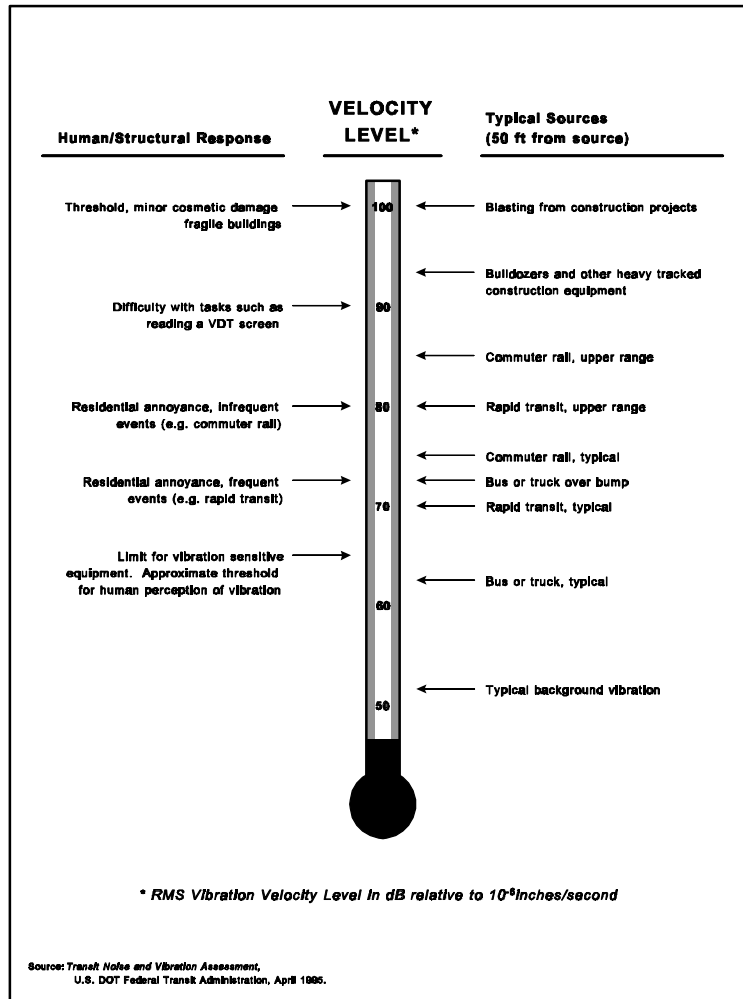 VELOCITY
LEVEL*
Human/Structural Response
Typical Sources
(50 ft from source)
Threshold, minor cosmetic damage
fragile buildings
100
Blasting from construction projects
Bulldozers and other heavy tracked
construction equipment
Difficulty with tasks such as
reading a VDT screen
90
Commuter rail, upper range
Residential annoyance, infrequent
events (e.g. commuter rail)
80
Rapid transit, upper range
Commuter rail, typical
Residential annoyance, frequent
events (e.g. rapid transit)
Bus or truck over bump
70
Rapid transit, typical
Limit for vibration sensitive
equipment. Approximate threshold
for human perception of vibration
Bus or truck, typical
60
Typical background vibration
50
* RMS Vibration Velocity Level in dB relative to 10-6 inches/second
Source: Transit Noise and Vibration Assessment,
U.S. DOT Federal Transit Administration, April 1995.